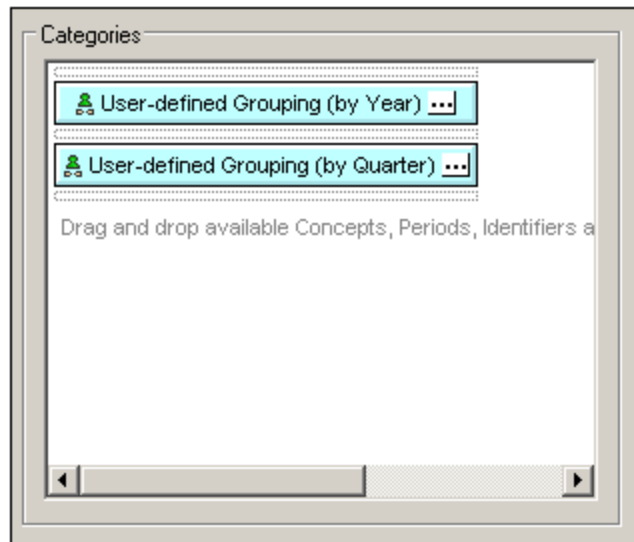 Categories
User-defined Grouping (by Year) ...
User-defined Grouping (by Quarter) ...
Drag and drop available Concepts, Periods, Identifiers a